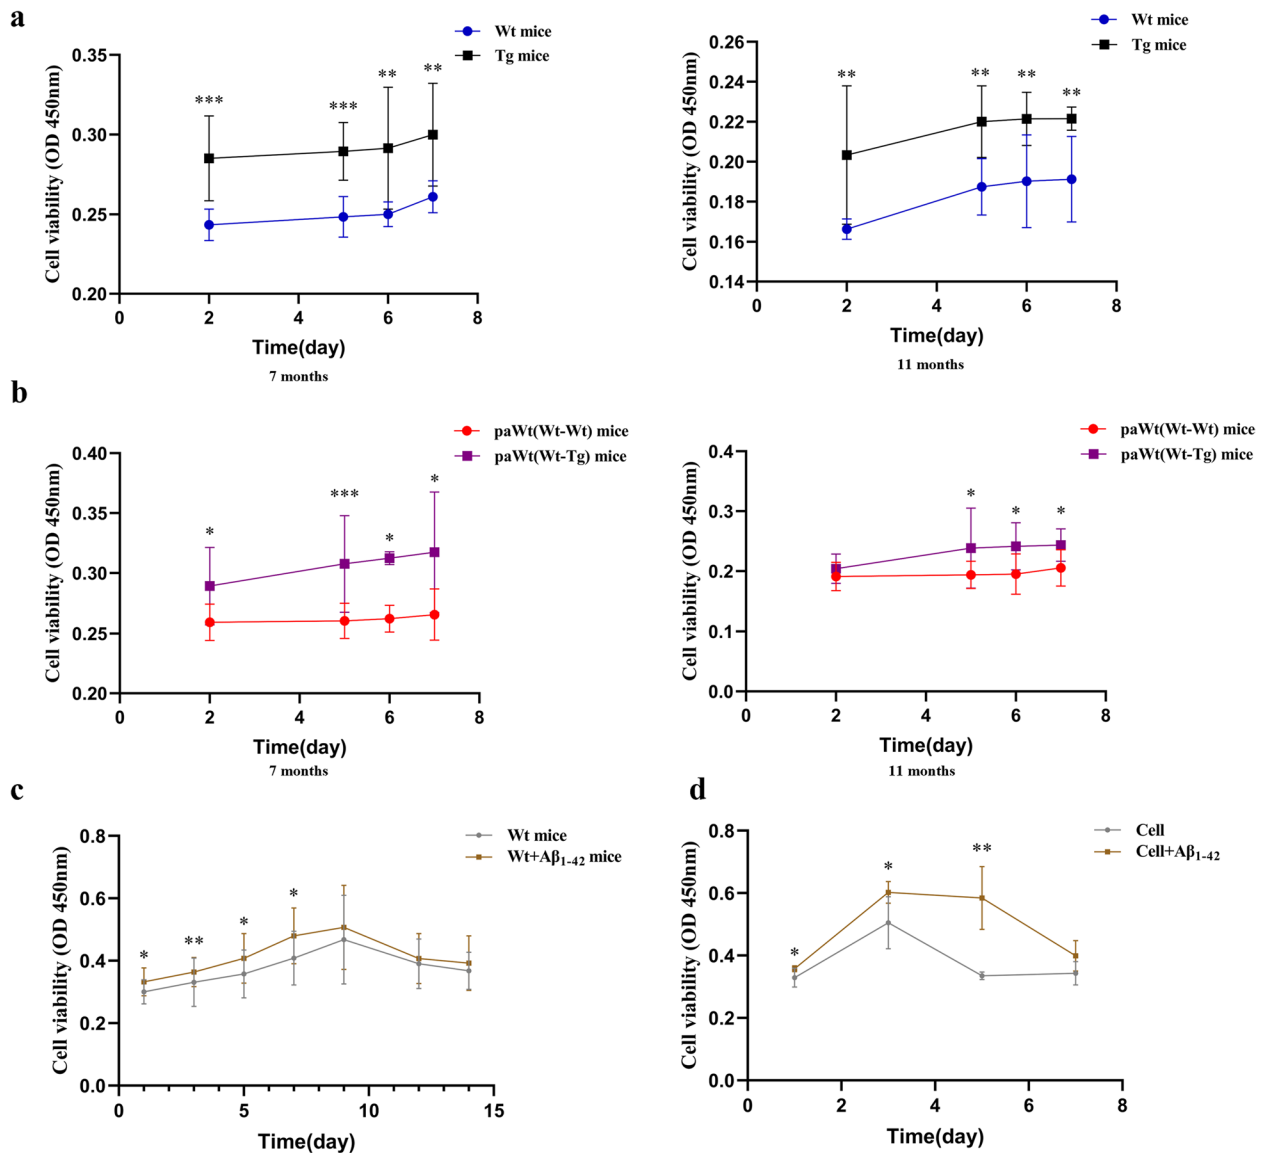 a
Wt mice
Tg mice
Cell viability (OD 450nm)
0.35
0.30
0.25
0.20
*** *** ** **
0 2 4 6 8
Time(day)
7 months
Wt mice
Tg mice
Cell viability (OD 450nm)
0.26
0.24
0.22
0.20
0.18
0.16
0.14
** ** ** **
0 2 4 6 8
Time(day)
11 months
b
paWt(Wt-Wt) mice
paWt(Wt-Tg) mice
Cell viability (OD 450nm)
0.40
0.35
0.30
0.25
0.20
* *** * *
0 2 4 6 8
Time(day)
7 months
paWt(Wt-Wt) mice
paWt(Wt-Tg) mice
Cell viability (OD 450nm)
0.4
0.3
0.2
0.1
0.0
* * *
0 2 4 6 8
Time(day)
11 months
c
Wt mice
Wt+Aβ1-42 mice
Cell viability (OD 450nm)
0.8
0.6
0.4
0.2
0.0
* ** * *
0 5 10 15
Time(day)
d
Cell
Cell+Aβ1-42
Cell viability (OD 450nm)
0.8
0.6
0.4
0.2
0.0
* * **
0 2 4 6 8
Time(day)